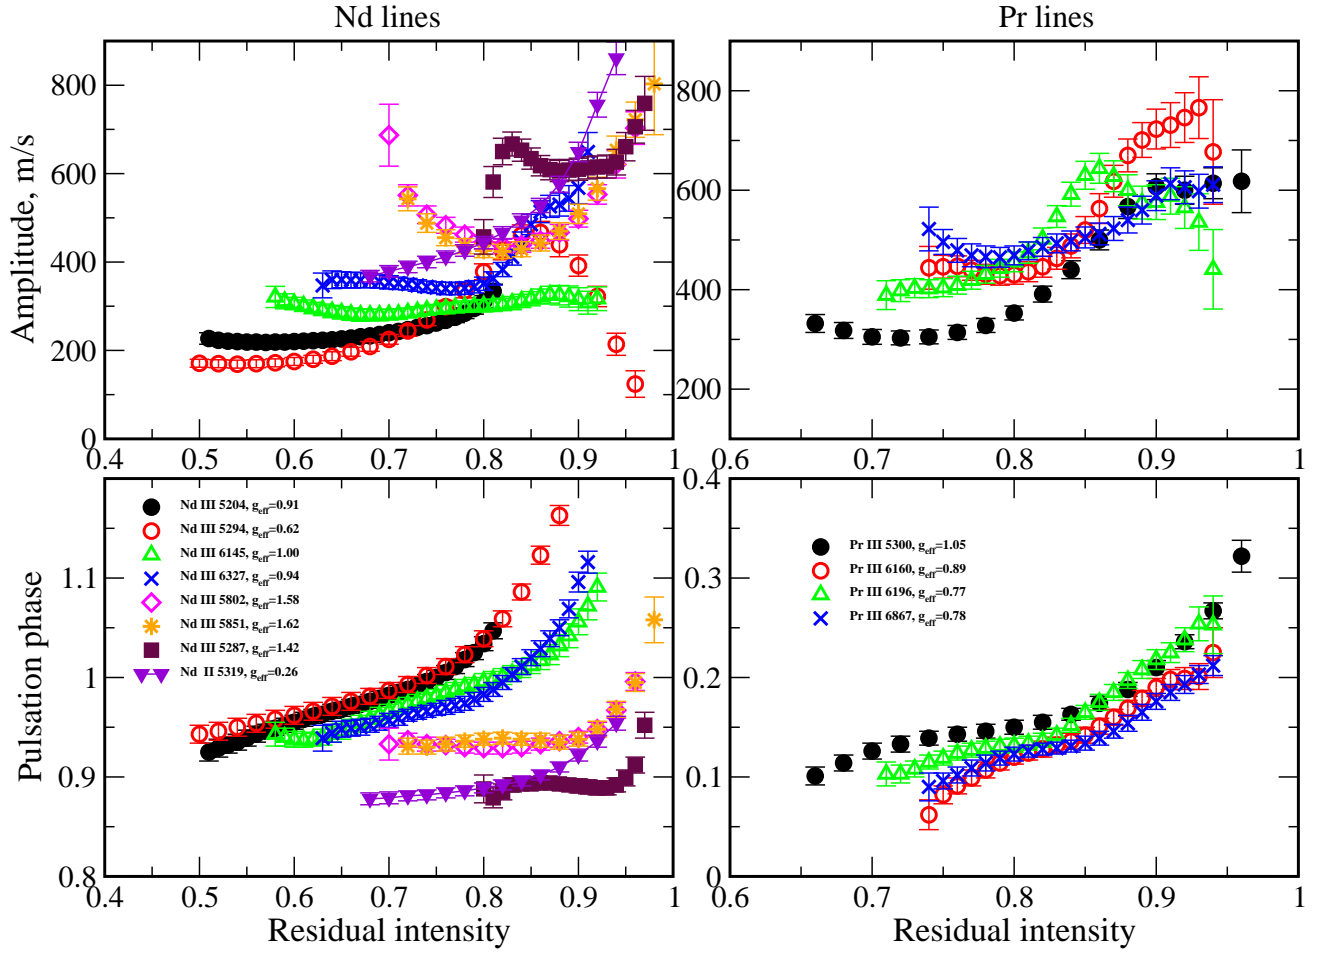 Nd lines
Pr lines
Amplitude, m/s
800
600
400
200
0
0.4
0.5
0.6
0.7
0.8
0.9
1
800
600
400
200
0.6
0.7
0.8
0.9
1
Pulsation phase
1.1
1
0.9
0.8
Nd III 5204, geff=0.91
Nd III 5294, geff=0.62
Nd III 6145, geff=1.00
Nd III 6327, geff=0.94
Nd III 5802, geff=1.58
Nd III 5851, geff=1.62
Nd III 5287, geff=1.42
Nd II 5319, geff=0.26
0.5
0.6
0.7
0.8
0.9
1
Residual intensity
0.4
0.3
0.2
0.1
0
Pr III 5300, geff=1.05
Pr III 6160, geff=0.89
Pr III 6196, geff=0.77
Pr III 6867, geff=0.78
0.6
0.7
0.8
0.9
1
Residual intensity